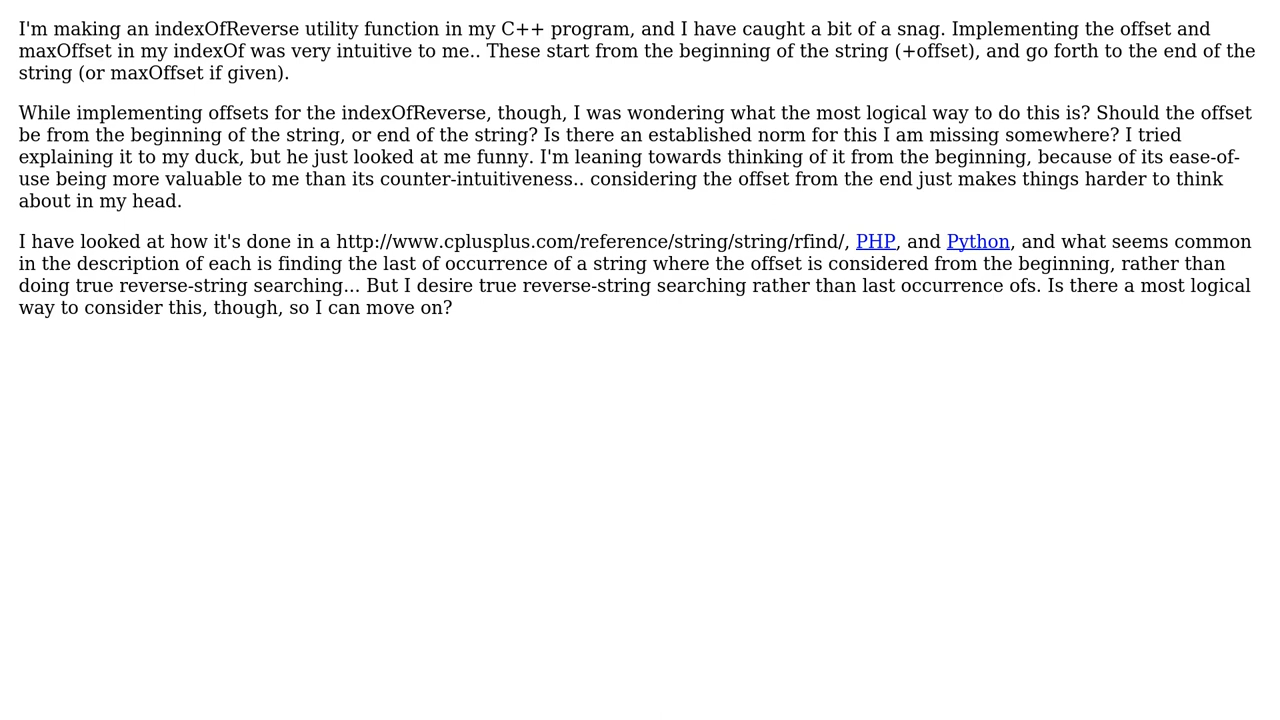 I'm making an indexOfReverse utility function in my C++ program, and I have caught a bit of a snag. Implementing the offset and
maxOffset in my indexOf was very intuitive to me.. These start from the beginning of the string (+offset), and go forth to the end of the
string (or maxOffset if given).
While implementing offsets for the indexOfReverse, though, I was wondering what the most logical way to do this is? Should the offset
be from the beginning of the string, or end of the string? Is there an established norm for this I am missing somewhere? I tried
explaining it to my duck, but he just looked at me funny. I'm leaning towards thinking of it from the beginning, because of its ease-of-
use being more valuable to me than its counter-intuitiveness.. considering the offset from the end just makes things harder to think
about in my head.
I have looked at how it's done in a http://www.cplusplus.com/reference/string/string/rfind/, PHP, and Python, and what seems common
in the description of each is finding the last of occurrence of a string where the offset is considered from the beginning, rather than
doing true reverse-string searching... But I desire true reverse-string searching rather than last occurrence ofs. Is there a most logical
way to consider this, though, so I can move on?